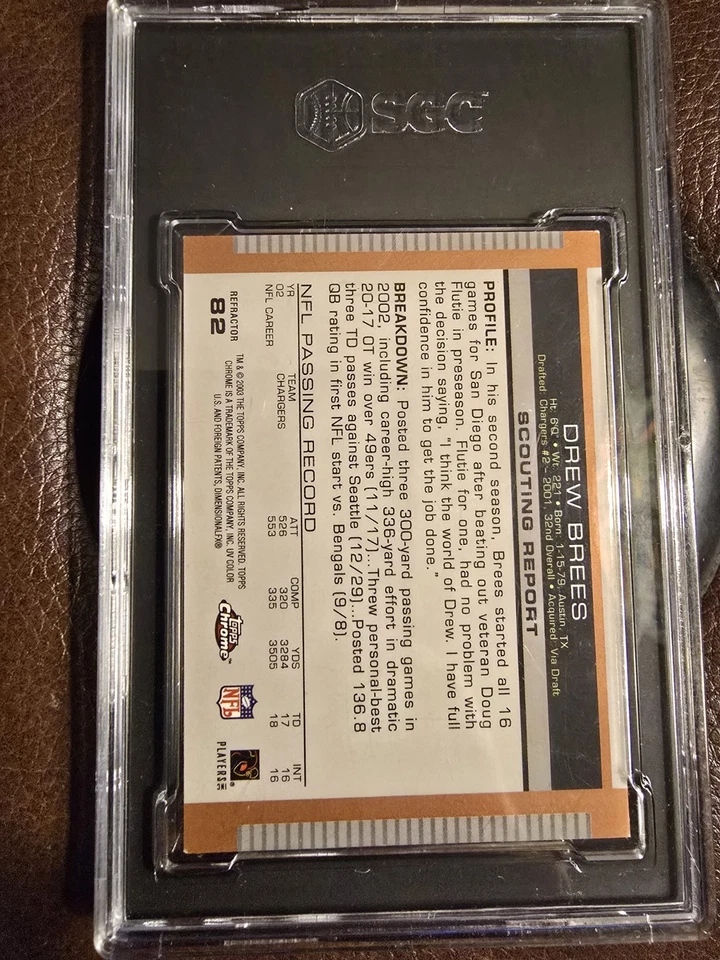 SGC
DREW BREES
Ht: 6'0" • Wt: 221 • Born: 1-15-79, Austin, TX
Drafted: Chargers #2 - 2001, 32nd Overall • Acquired: Via Draft
SCOUTING REPORT
PROFILE: In his second season, Brees started all 16
games for San Diego after beating out veteran Doug
Flutie in preseason. Flutie for one, had no problem with
the decision saying, "I think the world of Drew. I have full
confidence in him to get the job done."
BREAKDOWN: Posted three 300-yard passing games in
2002, including career-high 336-yard effort in dramatic
20-17 OT win over 49ers (11/17)...Threw personal-best
three TD passes against Seattle (12/29)...Posted 136.8
QB rating in first NFL start vs. Bengals (9/8).
NFL PASSING RECORD
YR TEAM ATT COMP YDS TD INT
02 CHARGERS 526 320 3284 17 16
NFL CAREER 553 335 3505 18 16
REFRACTOR
82
TM & © 2003 THE TOPPS COMPANY, INC. ALL RIGHTS RESERVED. TOPPS
CHROME IS A TRADEMARK OF THE TOPPS COMPANY, INC. UV COLOR
U.S. AND FOREIGN PATENTS, DIMENSIONALFX®
Topps
Chrome™
NFL
PLAYERS INC